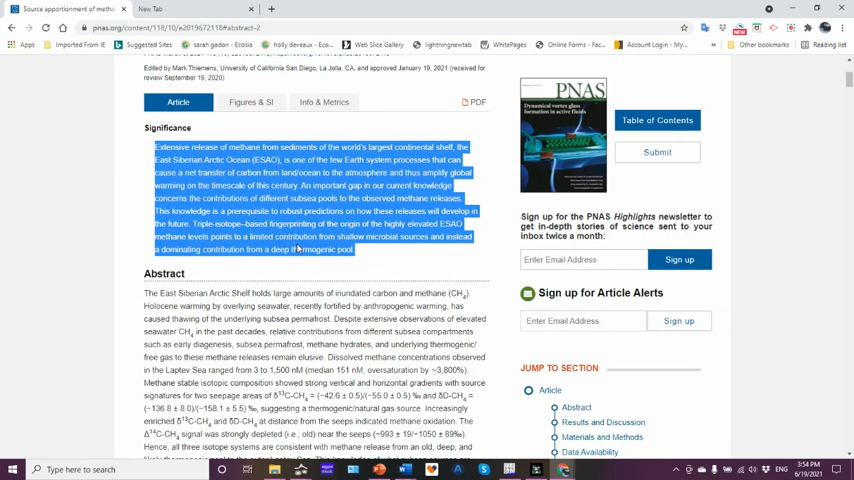 Source apportionment of metha
New Tab
pnas.org/content/118/10/e2019672118#abstract-2
Apps
Imported From IE
Suggested Sites
sarah gadon - Ecosia
holly deveaux - Eco...
Web Slice Gallery
lightningnewtab
WhitePages
Online Forms - Fac...
Account Login - My...
Other bookmarks
Reading list
Edited by Mark Thiemens, University of California San Diego, La Jolla, CA, and approved January 19, 2021 (received for
review September 19, 2020)
Article
Figures & SI
Info & Metrics
PDF
Significance
Extensive release of methane from sediments of the world's largest continental shelf, the
East Siberian Arctic Ocean (ESAO), is one of the few Earth system processes that can
cause a net transfer of carbon from land/ocean to the atmosphere and thus amplify global
warming on the timescale of this century. An important gap in our current knowledge
concerns the contributions of different subsea pools to the observed methane releases.
This knowledge is a prerequisite to robust predictions on how these releases will develop in
the future. Triple-isotope–based fingerprinting of the origin of the highly elevated ESAO
methane levels points to a limited contribution from shallow microbial sources and instead
a dominating contribution from a deep thermogenic pool.
Abstract
The East Siberian Arctic Shelf holds large amounts of inundated carbon and methane (CH4).
Holocene warming by overlying seawater, recently fortified by anthropogenic warming, has
caused thawing of the underlying subsea permafrost. Despite extensive observations of elevated
seawater CH4 in the past decades, relative contributions from different subsea compartments
such as early diagenesis, subsea permafrost, methane hydrates, and underlying thermogenic/
free gas to these methane releases remain elusive. Dissolved methane concentrations observed
in the Laptev Sea ranged from 3 to 1,500 nM (median 151 nM; oversaturation by ∼3,800%).
Methane stable isotopic composition showed strong vertical and horizontal gradients with source
signatures for two seepage areas of δ13C-CH4 = (−42.6 ± 0.5)/(−55.0 ± 0.5) ‰ and δD-CH4 =
(−136.8 ± 8.0)/(−158.1 ± 5.5) ‰, suggesting a thermogenic/natural gas source. Increasingly
enriched δ13C-CH4 and δD-CH4 at distance from the seeps indicated methane oxidation. The
Δ14C-CH4 signal was strongly depleted (i.e., old) near the seeps (−993 ± 19/−1050 ± 89‰).
Hence, all three isotope systems are consistent with methane release from an old, deep, and
PNAS
Dynamical vortex glass
formation in active fluids
Table of Contents
Submit
Sign up for the PNAS Highlights newsletter to
get in-depth stories of science sent to your
inbox twice a month:
Enter Email Address
Sign up
Sign up for Article Alerts
Enter Email Address
Sign up
JUMP TO SECTION
Article
Abstract
Results and Discussion
Materials and Methods
Data Availability
Type here to search
ENG
3:54 PM
6/19/2021